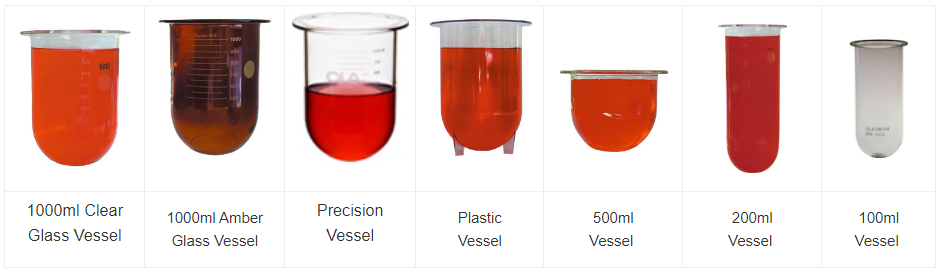 1000ml Clear
Glass Vessel
1000ml Amber
Glass Vessel
Precision
Vessel
Plastic
Vessel
500ml
Vessel
200ml
Vessel
100ml
Vessel